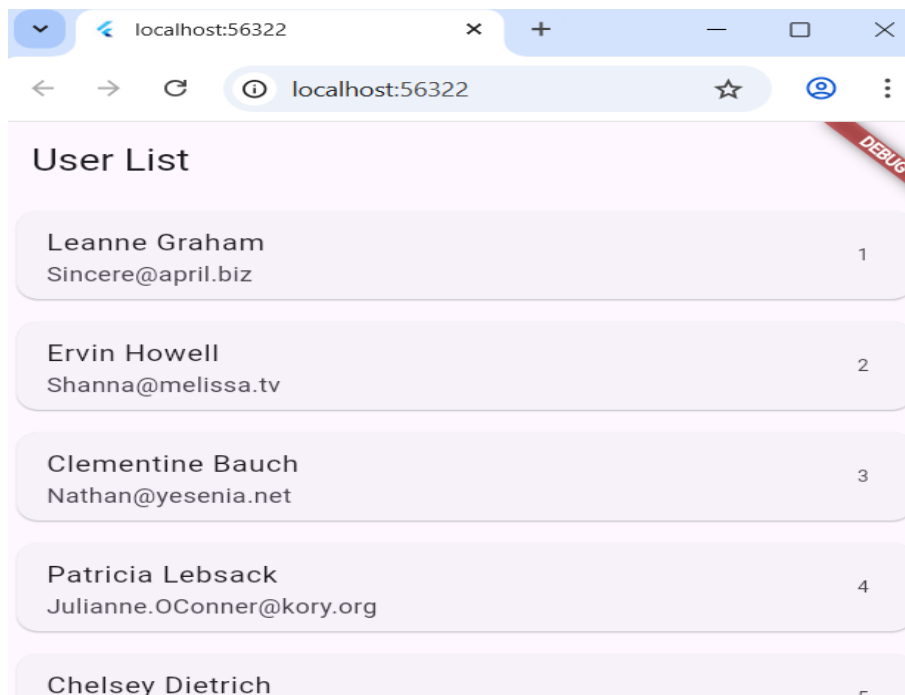 localhost:56322
localhost:56322
DEBUG
User List
Leanne Graham
Sincere@april.biz
1
Ervin Howell
Shanna@melissa.tv
2
Clementine Bauch
Nathan@yesenia.net
3
Patricia Lebsack
Julianne.OConner@kory.org
4
Chelsey Dietrich
5